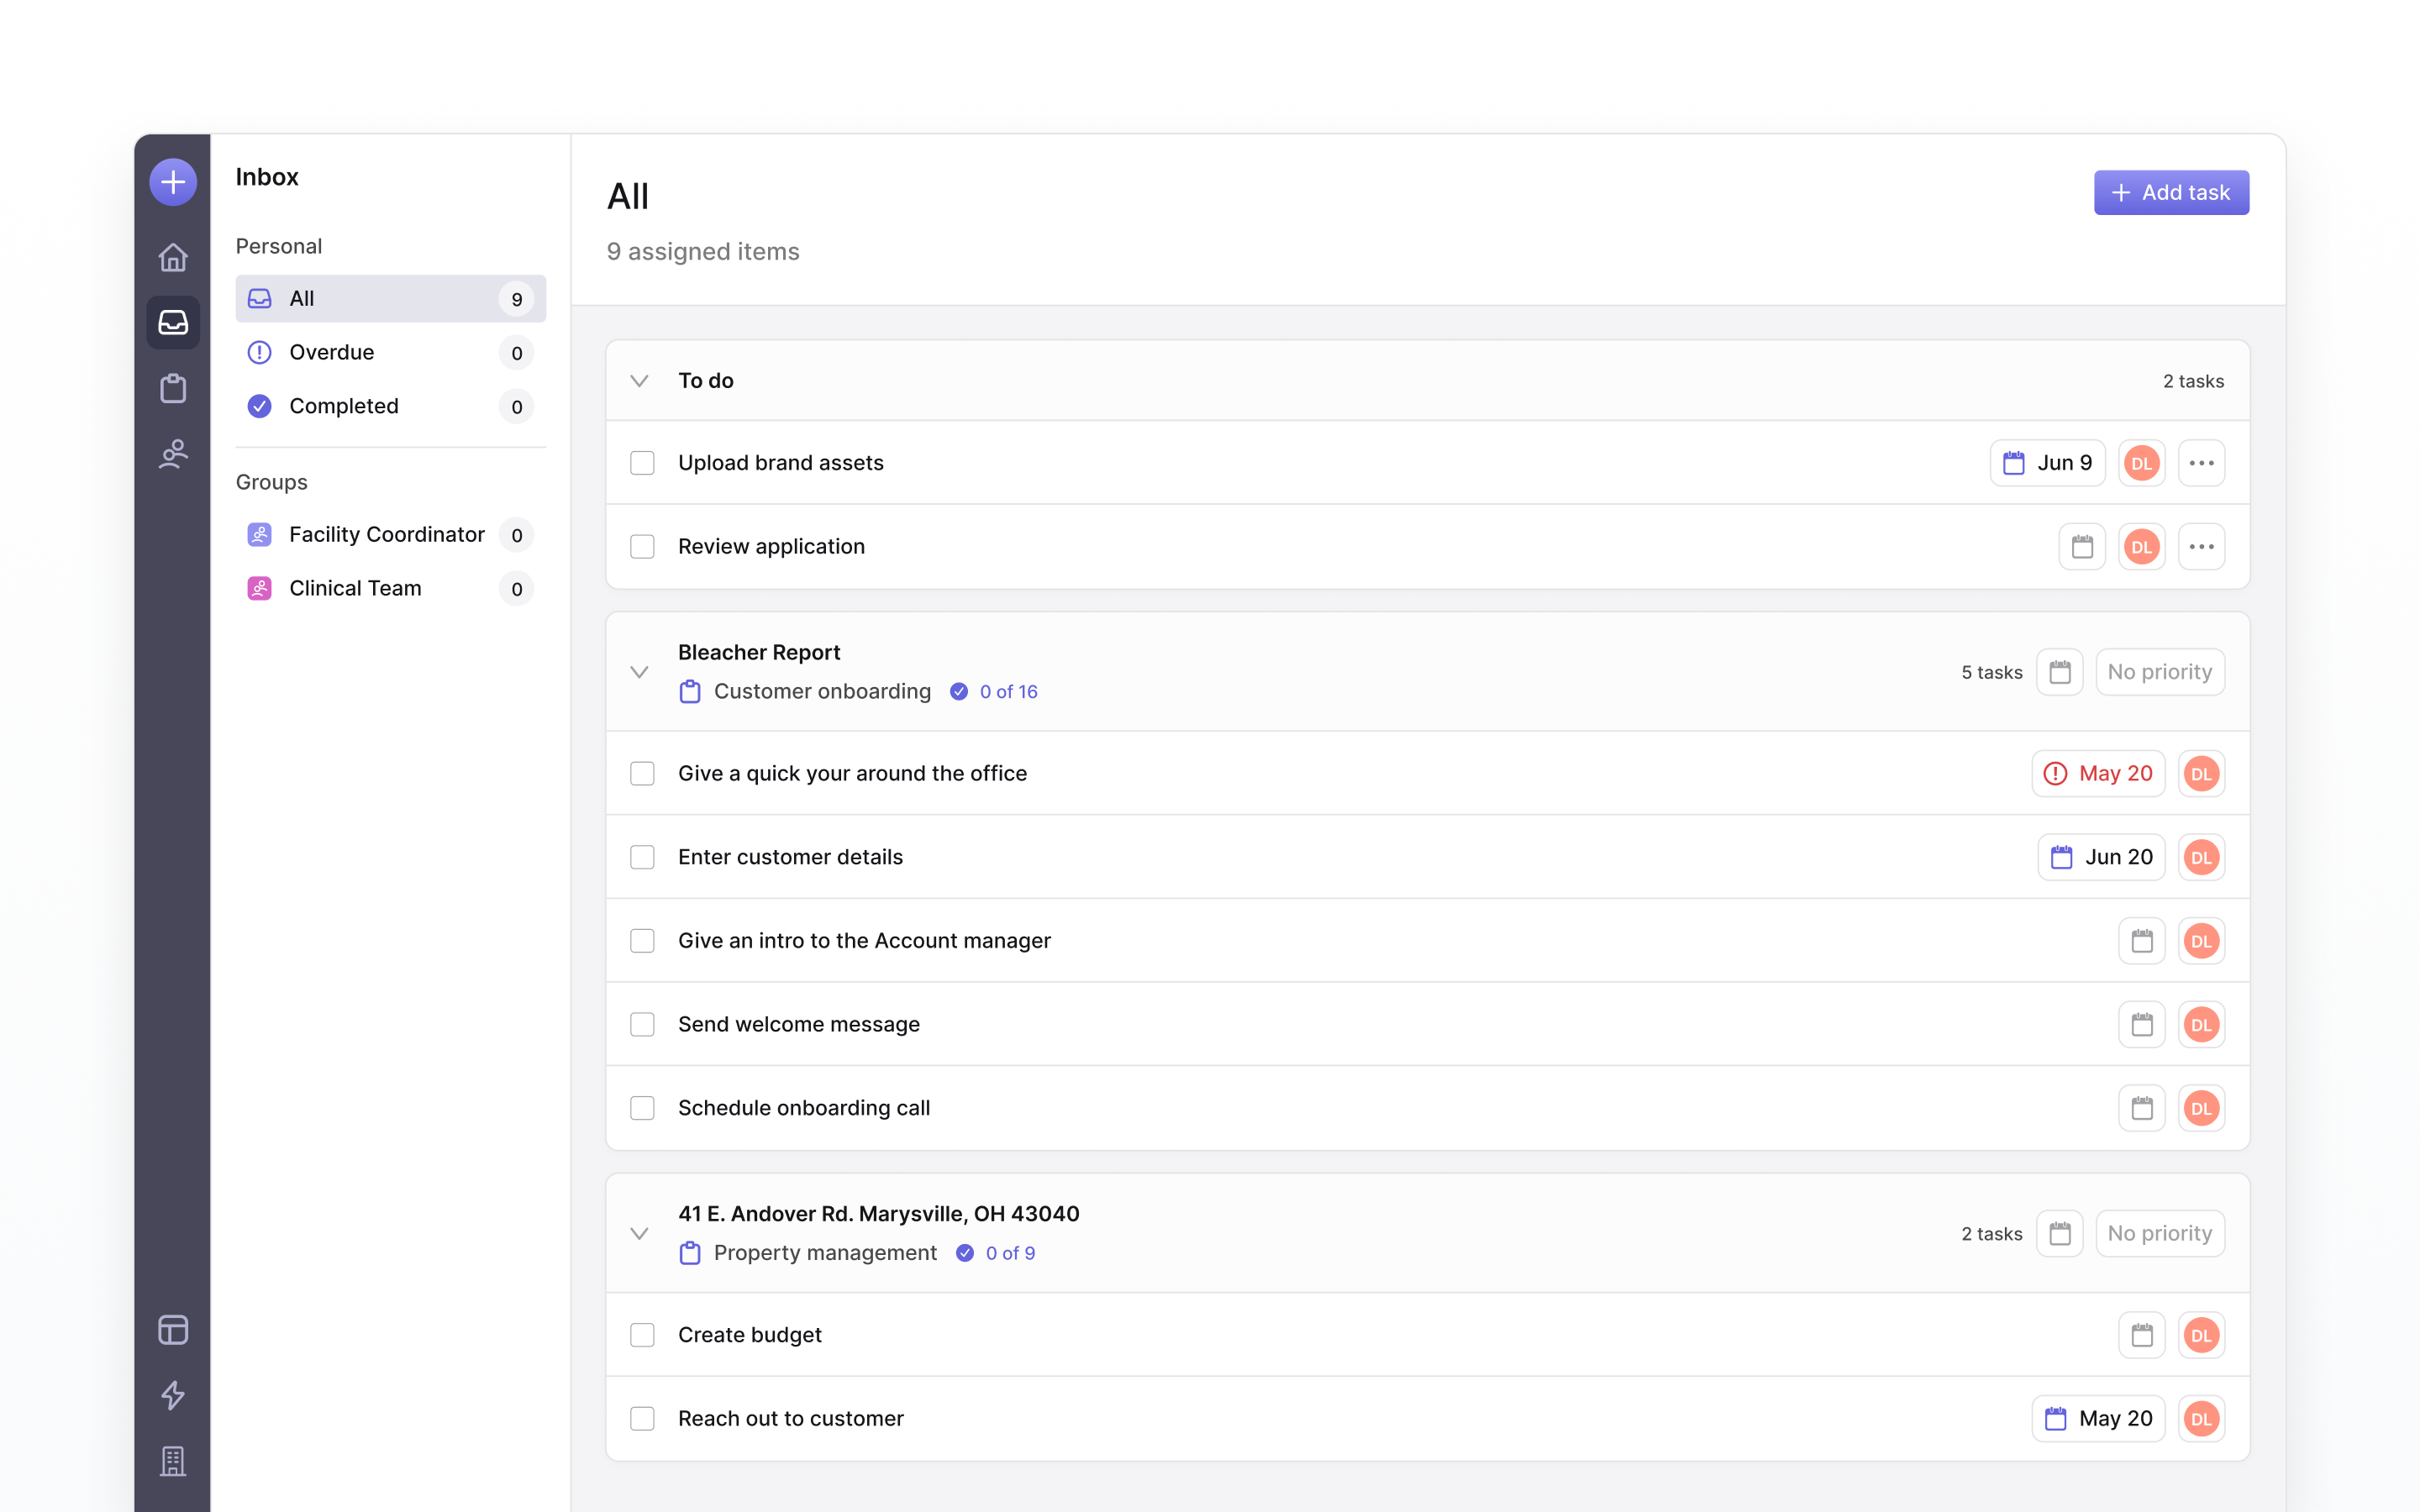 Inbox
Personal
All 9
Overdue 0
Completed 0
Groups
Facility Coordinator 0
Clinical Team 0
All
9 assigned items
+ Add task
To do 2 tasks
Upload brand assets Jun 9 DL
Review application DL
Bleacher Report
Customer onboarding 0 of 16
5 tasks No priority
Give a quick your around the office May 20 DL
Enter customer details Jun 20 DL
Give an intro to the Account manager DL
Send welcome message DL
Schedule onboarding call DL
41 E. Andover Rd. Marysville, OH 43040
Property management 0 of 9
2 tasks No priority
Create budget DL
Reach out to customer May 20 DL